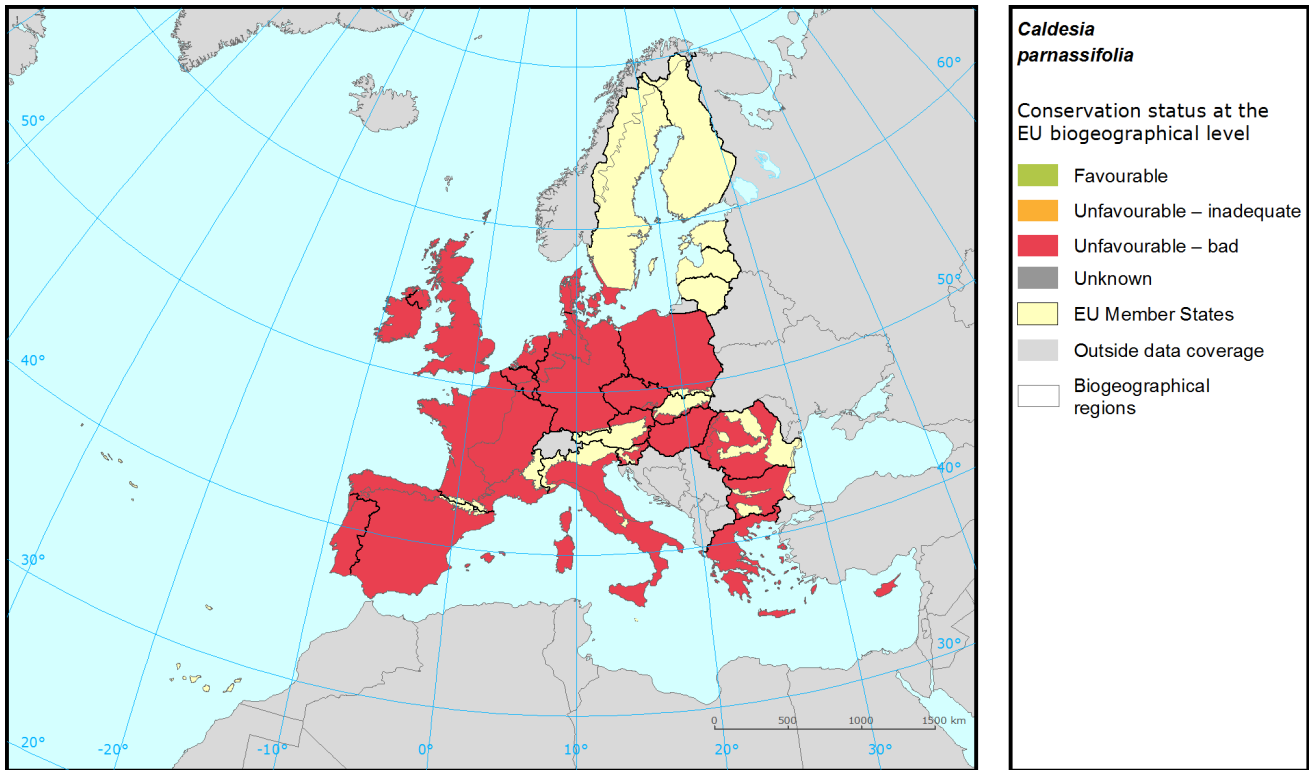 60°
50°
50°
40°
40°
30°
30°
20°
-20°
-10°
0°
10°
20°
30°
0
500
1000
1500 km
Caldesia
parnassifolia
Conservation status at the
EU biogeographical level
Favourable
Unfavourable – inadequate
Unfavourable – bad
Unknown
EU Member States
Outside data coverage
Biogeographical
regions